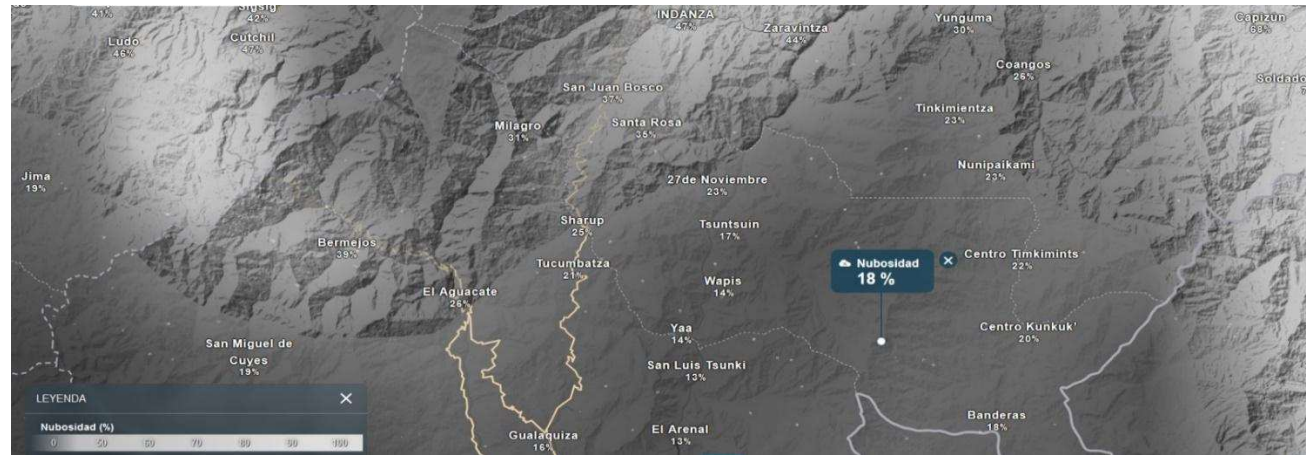 41%
Sigsig
42%
INDANZA
47%
Zaravintza
44%
Yunguma
30%
Capizun
68%
Ludo
46%
Cutchil
47%
Coangos
26%
Soldado
San Juan Bosco
37%
Tinkimientza
23%
Milagro
31%
Santa Rosa
35%
Nunipaikami
23%
Jima
19%
27de Noviembre
23%
Sharup
25%
Tsuntsuin
17%
Bermejos
39%
Tucumbatza
21%
Nubosidad
18 %
Centro Timkimints
22%
Wapis
14%
El Aguacate
26%
Yaa
14%
Centro Kunkuk'
20%
San Miguel de
Cuyes
19%
San Luis Tsunki
13%
LEYENDA
Nubosidad (%)
0 50 60 70 80 90 100
Gualaquiza
16%
El Arenal
13%
Banderas
18%